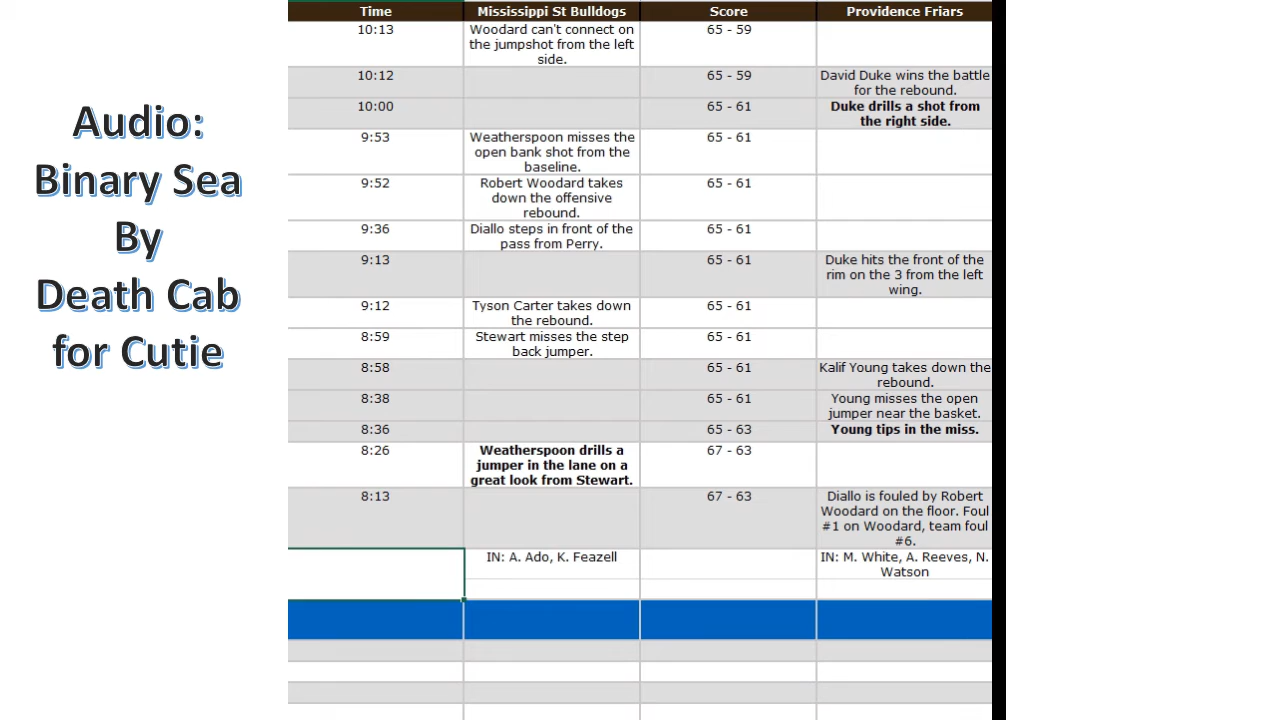 Audio:
Binary Sea
By
Death Cab
for Cutie
Time Mississippi St Bulldogs Score Providence Friars
10:13 Woodard can't connect on 65 - 59
the jumpshot from the left
side.
10:12 65 - 59 David Duke wins the battle
for the rebound.
10:00 65 - 61 Duke drills a shot from
the right side.
9:53 Weatherspoon misses the 65 - 61
open bank shot from the
baseline.
9:52 Robert Woodard takes 65 - 61
down the offensive
rebound.
9:36 Diallo steps in front of the 65 - 61
pass from Perry.
9:13 65 - 61 Duke hits the front of the
rim on the 3 from the left
wing.
9:12 Tyson Carter takes down 65 - 61
the rebound.
8:59 Stewart misses the step 65 - 61
back jumper.
8:58 65 - 61 Kalif Young takes down the
rebound.
8:38 65 - 61 Young misses the open
jumper near the basket.
8:36 65 - 63 Young tips in the miss.
8:26 Weatherspoon drills a 67 - 63
jumper in the lane on a
great look from Stewart.
8:13 67 - 63 Diallo is fouled by Robert
Woodard on the floor. Foul
#1 on Woodard, team foul
#6.
IN: A. Ado, K. Feazell IN: M. White, A. Reeves, N.
Watson